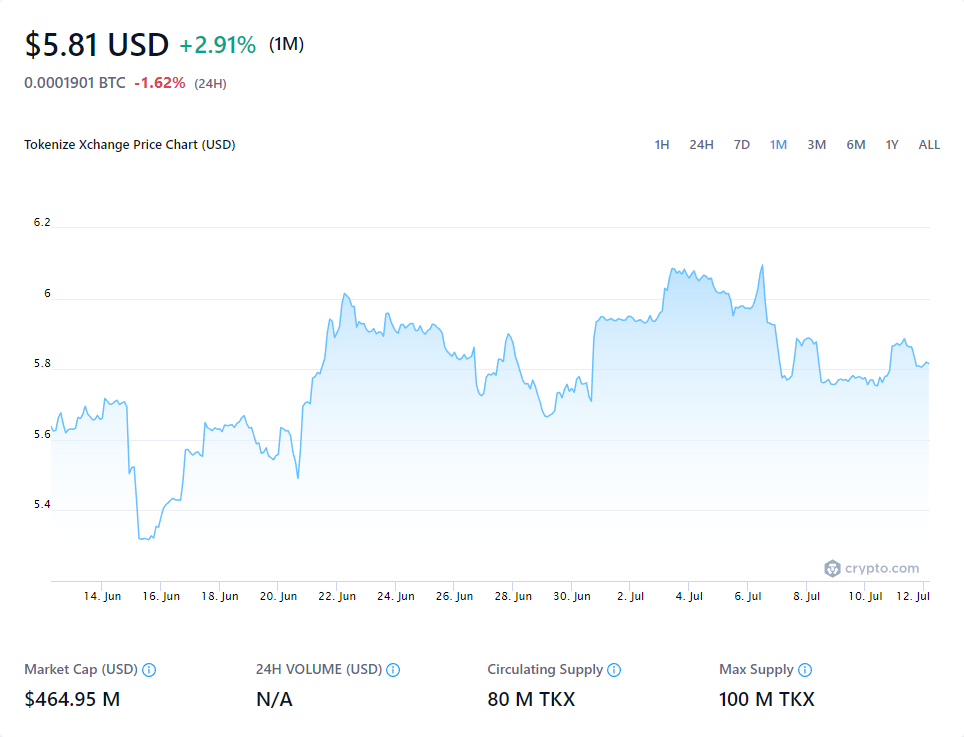 $5.81 USD +2.91% (1M)
0.0001901 BTC -1.62% (24H)
Tokenize Xchange Price Chart (USD) 1H 24H 7D 1M 3M 6M 1Y ALL
6.2
6
5.8
5.6
5.4
crypto.com
14. Jun 16. Jun 18. Jun 20. Jun 22. Jun 24. Jun 26. Jun 28. Jun 30. Jun 2. Jul 4. Jul 6. Jul 8. Jul 10. Jul 12. Jul
Market Cap (USD) 24H VOLUME (USD) Circulating Supply Max Supply
$464.95 M N/A 80 M TKX 100 M TKX